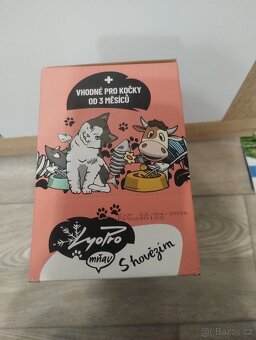 VHODNÉ PRO KOČKY
OD 3 MĚSÍCŮ
LyoPro
mňau
S hovězím
Bazos.cz